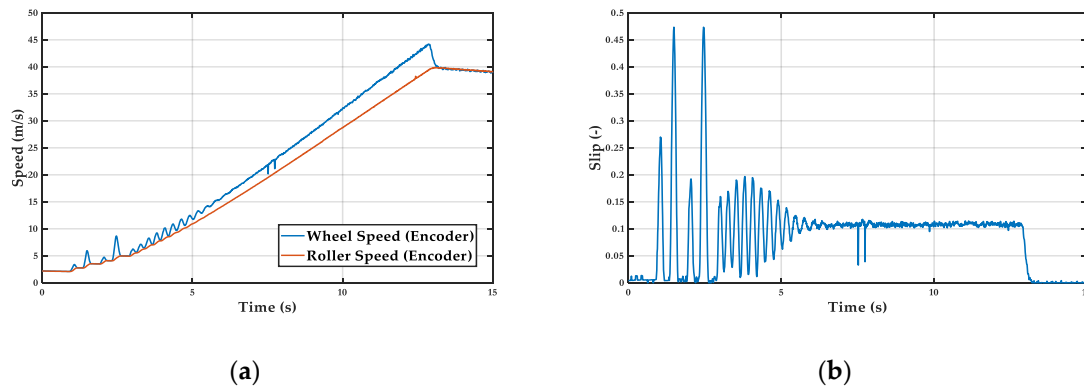 50
45
40
35
30
25
20
15
10
5
0
Speed (m/s)
Wheel Speed (Encoder)
Roller Speed (Encoder)
0 5 10 15
Time (s)
(a)
0.5
0.45
0.4
0.35
0.3
0.25
0.2
0.15
0.1
0.05
0
Slip (-)
0 5 10 15
Time (s)
(b)